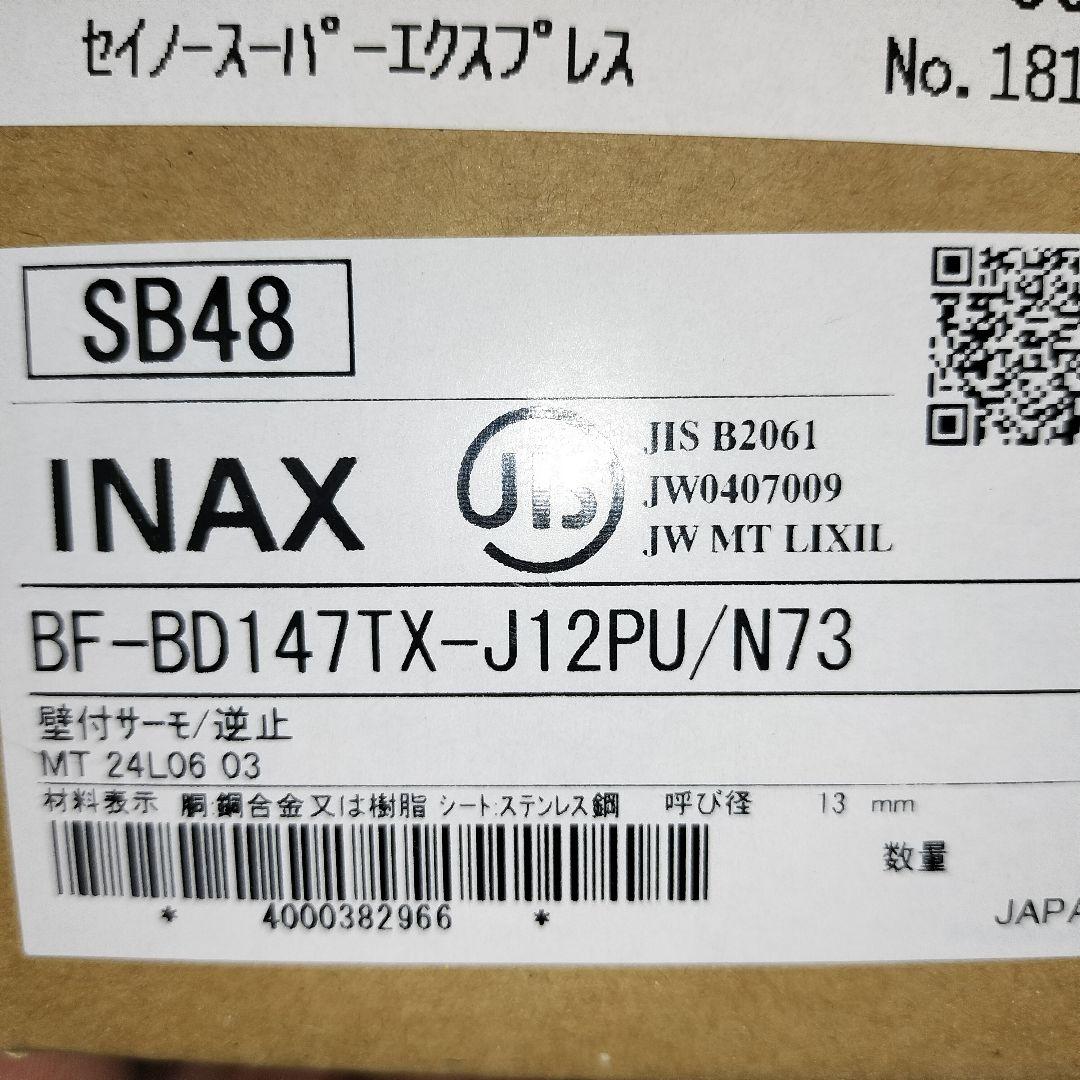 セイノースーパーエクスプレス
No. 181
SB48
INAX
JIS
JIS B2061
JW0407009
JW MT LIXIL
BF-BD147TX-J12PU/N73
壁付サーモ/逆止
MT 24L06 03
材料表示 胴:銅合金又は樹脂 シート:ステンレス鋼 呼び径 13 mm
数量
* 4000382966 *
JAPA